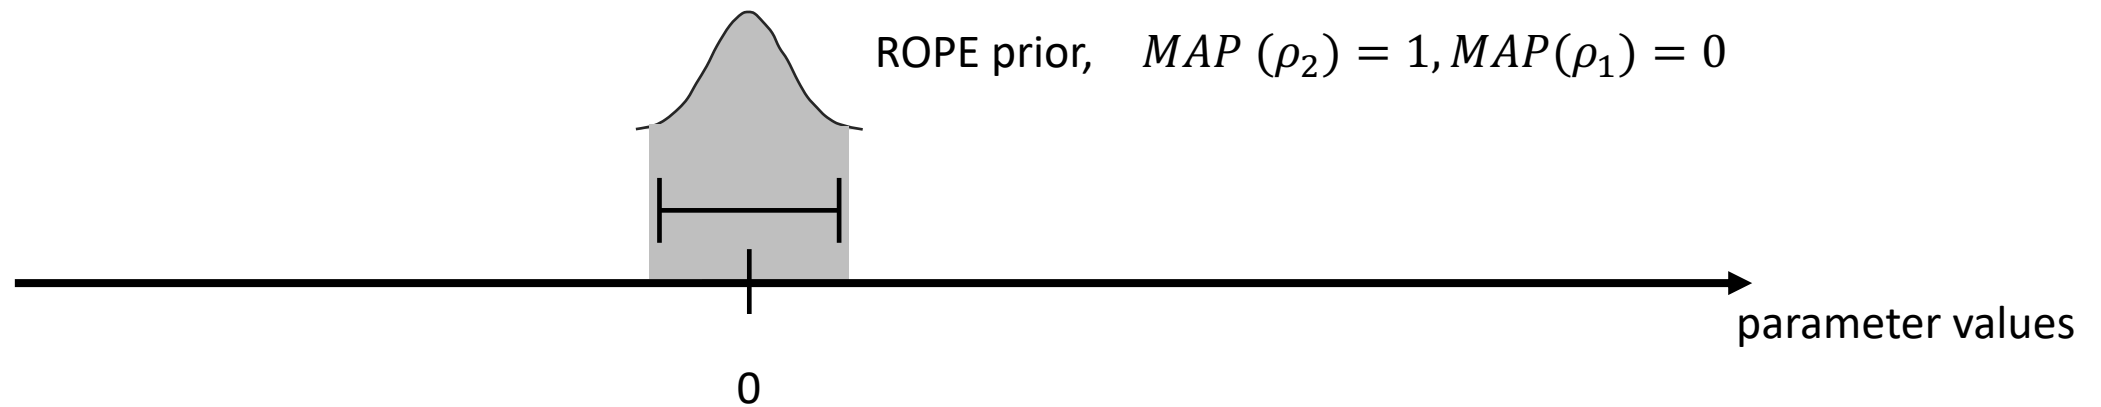 ROPE prior, MAP (ρ₂) = 1, MAP(ρ₁) = 0
parameter values
0